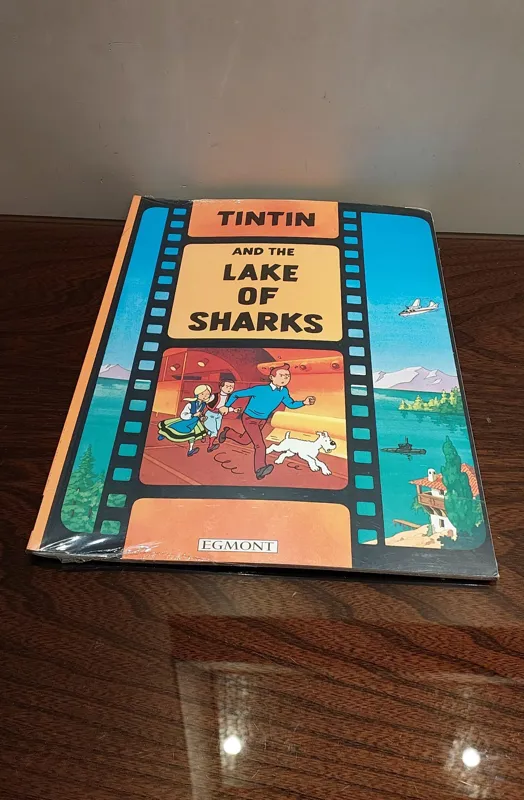 TINTIN
AND THE
LAKE
OF
SHARKS
EGMONT